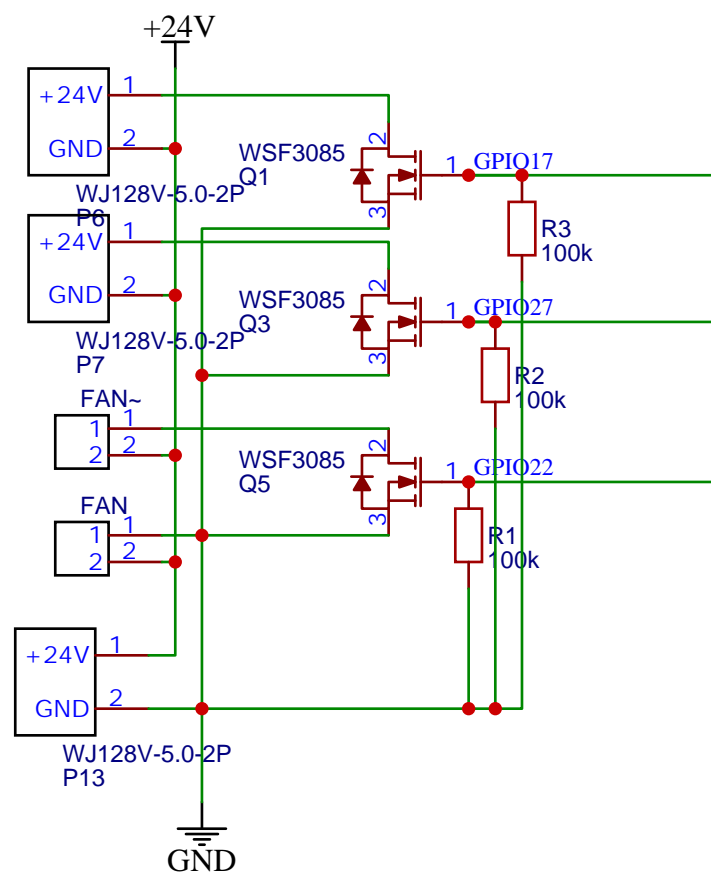 +24V
+24V
1
GND
2
WJ128V-5.0-2P
P6
WSF3085
Q1
2
3
1
GPIO17
R3
100k
+24V
1
GND
2
WJ128V-5.0-2P
P7
WSF3085
Q3
2
3
1
GPIO27
R2
100k
FAN~
1
1
2
2
WSF3085
Q5
2
3
1
GPIO22
R1
100k
FAN
1
1
2
2
+24V
1
GND
2
WJ128V-5.0-2P
P13
GND